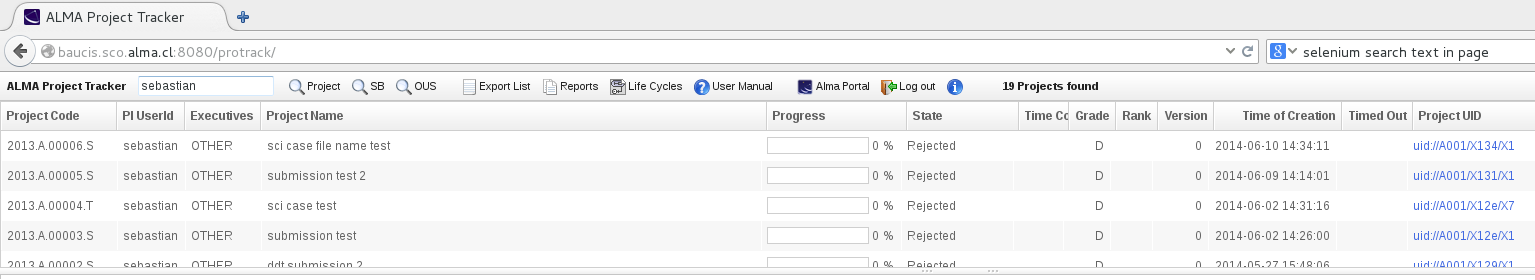 ALMA Project Tracker
baucis.sco.alma.cl:8080/protrack/ selenium search text in page
ALMA Project Tracker sebastian Project SB OUS Export List Reports Life Cycles User Manual Alma Portal Log out 19 Projects found
Project Code PI UserId Executives Project Name Progress State Time Co Grade Rank Version Time of Creation Timed Out Project UID
2013.A.00006.S sebastian OTHER sci case file name test 0 % Rejected D 0 2014-06-10 14:34:11 uid://A001/X134/X1
2013.A.00005.S sebastian OTHER submission test 2 0 % Rejected D 0 2014-06-09 14:14:01 uid://A001/X131/X1
2013.A.00004.T sebastian OTHER sci case test 0 % Rejected D 0 2014-06-02 14:31:16 uid://A001/X12e/X7
2013.A.00003.S sebastian OTHER submission test 0 % Rejected D 0 2014-06-02 14:26:00 uid://A001/X12e/X1
2013.A.00002.S sebastian OTHER ddt submission 2 0 % Rejected D 0 2014-05-27 15:48:06 uid://A001/X129/X1